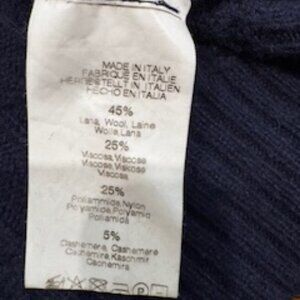 MADE IN ITALY
FABRIQUE EN ITALIE
HERGESTELLT IN ITALIEN
HECHO EN ITALIA
45%
Lana, Wool, Laine
Wolle, Lana
25%
Viscosa, Viscose
Viscose, Viskose
Viscosa
25%
Poliammide, Nylon
Polyamide, Polyamid
Poliamida
5%
Cashemere, Cashemere
Cachemire, Kaschmir
Cachemira
P